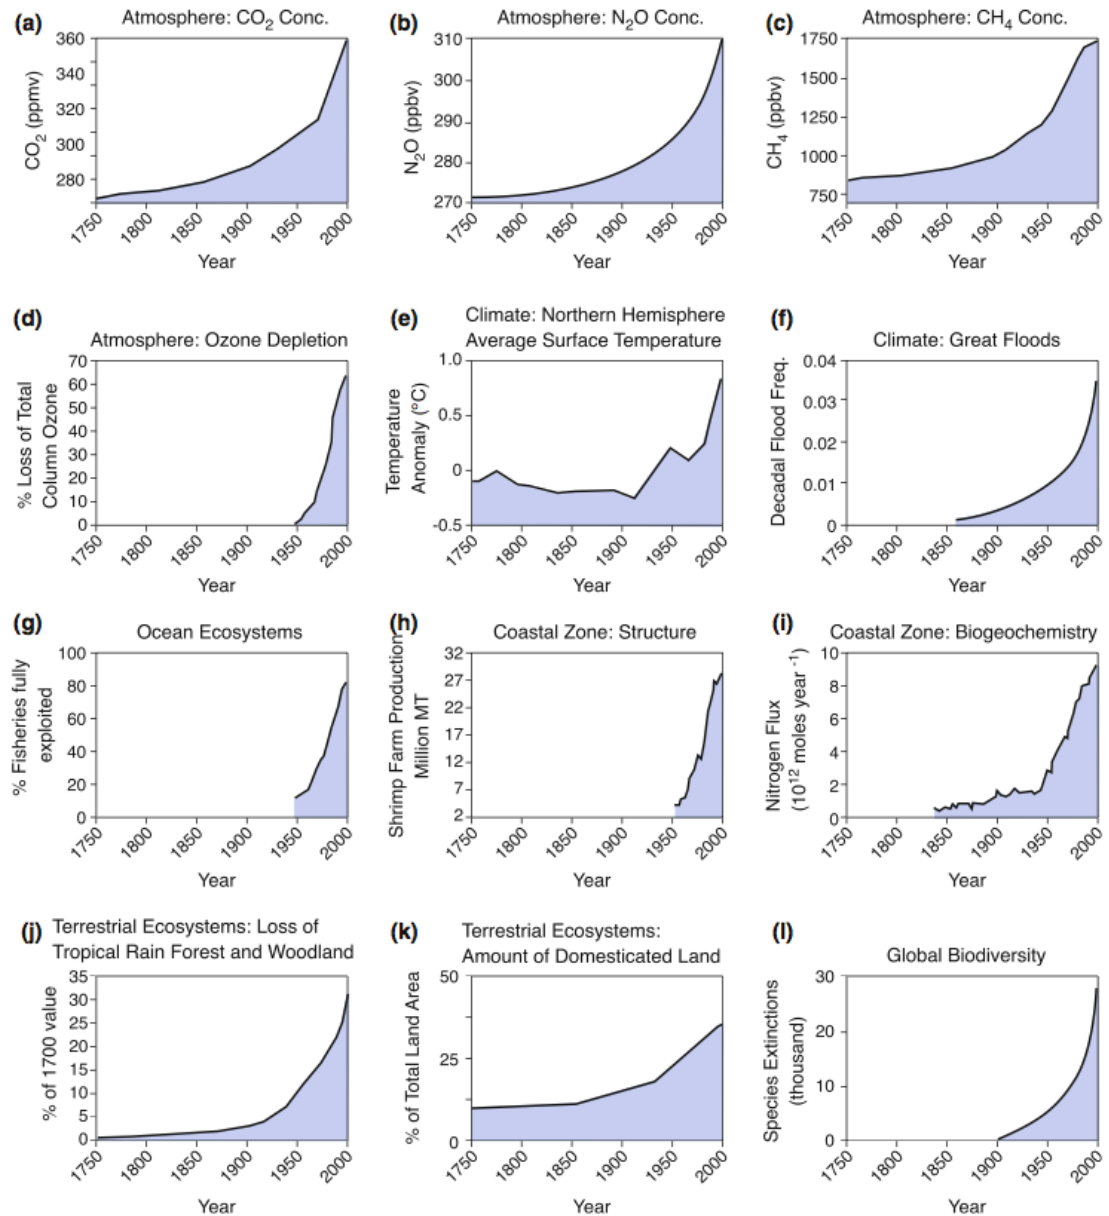 (a) Atmosphere: CO2 Conc.
CO2 (ppmv)
360
340
320
300
280
1750 1800 1850 1900 1950 2000
Year
(b) Atmosphere: N2O Conc.
N2O (ppbv)
310
300
290
280
270
1750 1800 1850 1900 1950 2000
Year
(c) Atmosphere: CH4 Conc.
CH4 (ppbv)
1750
1500
1250
1000
750
1750 1800 1850 1900 1950 2000
Year
(d)
Atmosphere: Ozone Depletion
% Loss of Total
Column Ozone
70
60
50
40
30
20
10
0
1750 1800 1850 1900 1950 2000
Year
(e) Climate: Northern Hemisphere
Average Surface Temperature
Temperature
Anomaly (°C)
1.0
0.5
0
-0.5
1750 1800 1850 1900 1950 2000
Year
(f)
Climate: Great Floods
Decadal Flood Freq.
0.04
0.03
0.02
0.01
0
1750 1800 1850 1900 1950 2000
Year
(g)
Ocean Ecosystems
% Fisheries fully
exploited
100
80
60
40
20
0
1750 1800 1850 1900 1950 2000
Year
(h)
Coastal Zone: Structure
Shrimp Farm Production
Million MT
32
27
22
17
12
7
2
1750 1800 1850 1900 1950 2000
Year
(i)
Coastal Zone: Biogeochemistry
Nitrogen Flux
(10^12 moles year -1)
10
8
6
4
2
0
1750 1800 1850 1900 1950 2000
Year
(j) Terrestrial Ecosystems: Loss of
Tropical Rain Forest and Woodland
% of 1700 value
35
30
25
20
15
10
5
0
1750 1800 1850 1900 1950 2000
Year
(k) Terrestrial Ecosystems:
Amount of Domesticated Land
% of Total Land Area
50
25
0
1750 1800 1850 1900 1950 2000
Year
(l)
Global Biodiversity
Species Extinctions
(thousand)
30
20
10
0
1750 1800 1850 1900 1950 2000
Year